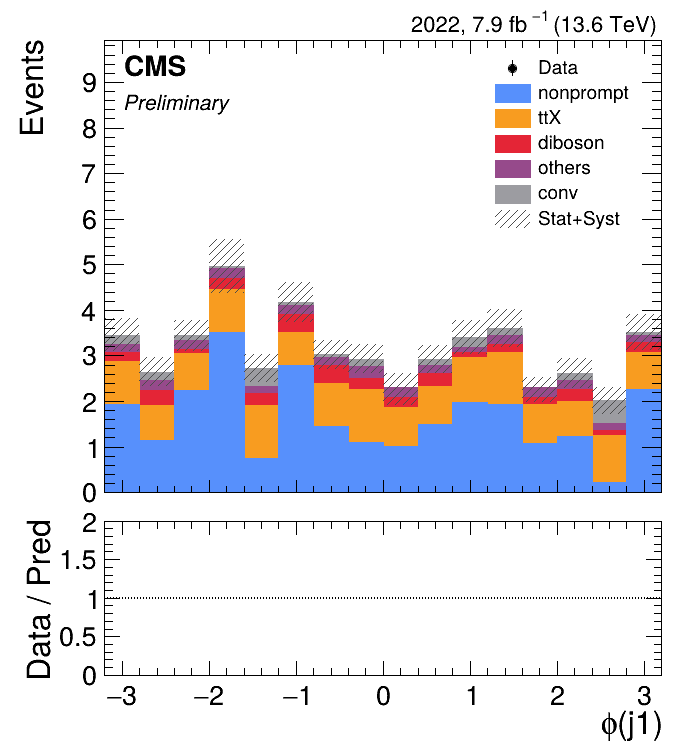 2022, 7.9 fb⁻¹ (13.6 TeV)
CMS
Preliminary
Events
Data
nonprompt
ttX
diboson
others
conv
Stat+Syst
9
8
7
6
5
4
3
2
1
0
Data / Pred
2
1.5
1
0.5
0
−3 −2 −1 0 1 2 3
ϕ(j1)